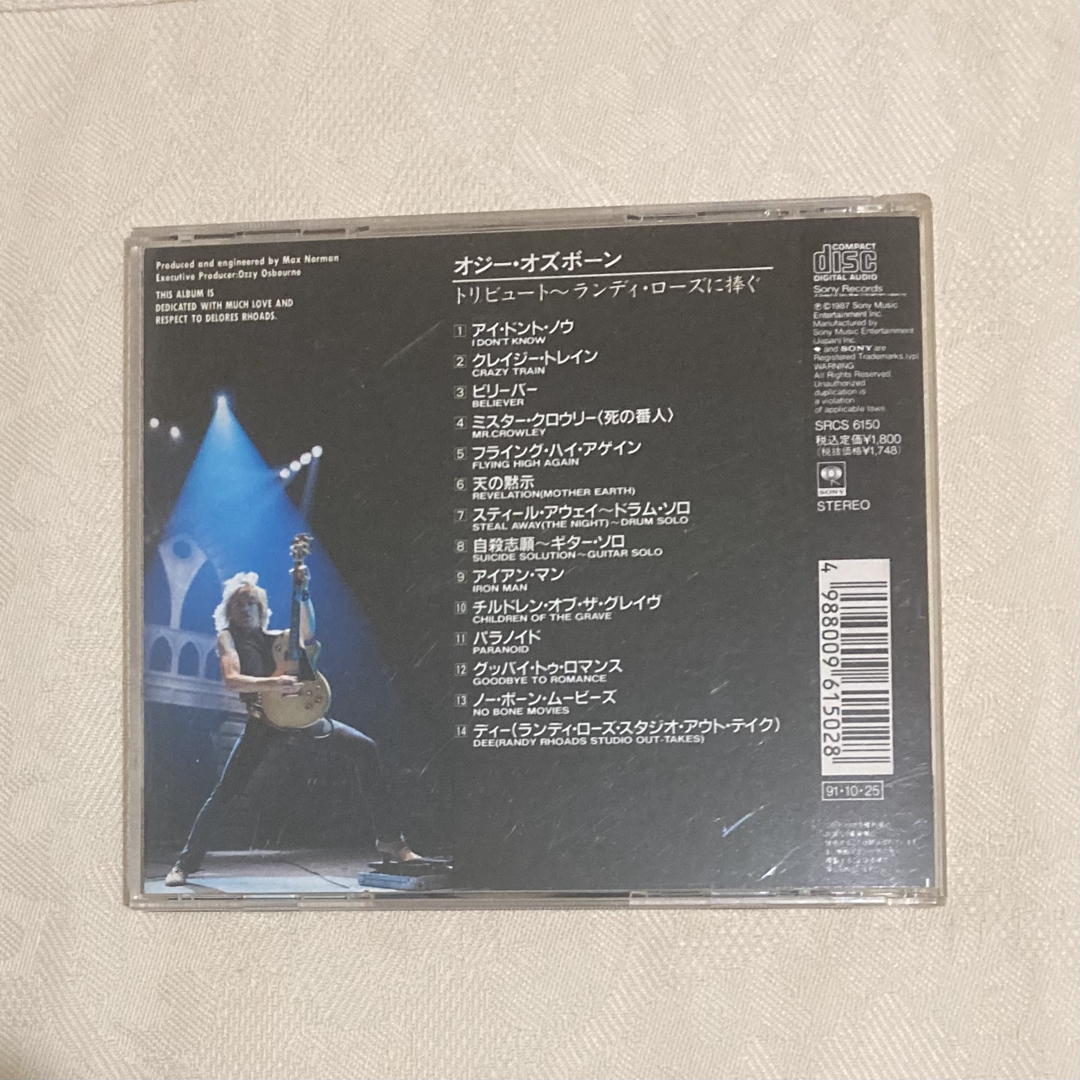 Produced and engineered by Max Norman
Executive Producer:Ozzy Osbourne
THIS ALBUM IS
DEDICATED WITH MUCH LOVE AND
RESPECT TO DELORES RHOADS.
オジー・オズボーン
トリビュート〜ランディ・ローズに捧ぐ
1 アイ・ドント・ノウ
I DON'T KNOW
2 クレイジー・トレイン
CRAZY TRAIN
3 ビリーバー
BELIEVER
4 ミスター・クロウリー〈死の番人〉
MR.CROWLEY
5 フライング・ハイ・アゲイン
FLYING HIGH AGAIN
6 天の黙示
REVELATION(MOTHER EARTH)
7 スティール・アウェイ〜ドラム・ソロ
STEAL AWAY(THE NIGHT)~DRUM SOLO
8 自殺志願〜ギター・ソロ
SUICIDE SOLUTION~GUITAR SOLO
9 アイアン・マン
IRON MAN
10 チルドレン・オブ・ザ・グレイヴ
CHILDREN OF THE GRAVE
11 パラノイド
PARANOID
12 グッバイ・トゥ・ロマンス
GOODBYE TO ROMANCE
13 ノー・ボーン・ムービーズ
NO BONE MOVIES
14 ディー(ランディ・ローズ・スタジオ・アウト・テイク)
DEE(RANDY RHOADS STUDIO OUT-TAKES)
COMPACT
disc
DIGITAL AUDIO
Sony Records
℗©1987 Sony Music
Entertainment Inc.
Manufactured by
Sony Music Entertainment
(Japan) Inc.
and SONY are
Registered Trademarks.(yp)
WARNING
All Rights Reserved.
Unauthorized
duplication is
a violation
of applicable laws.
SRCS 6150
税込定価¥1,800
(税抜価格¥1,748)
SONY
STEREO
4 988009 615028
91・10・25